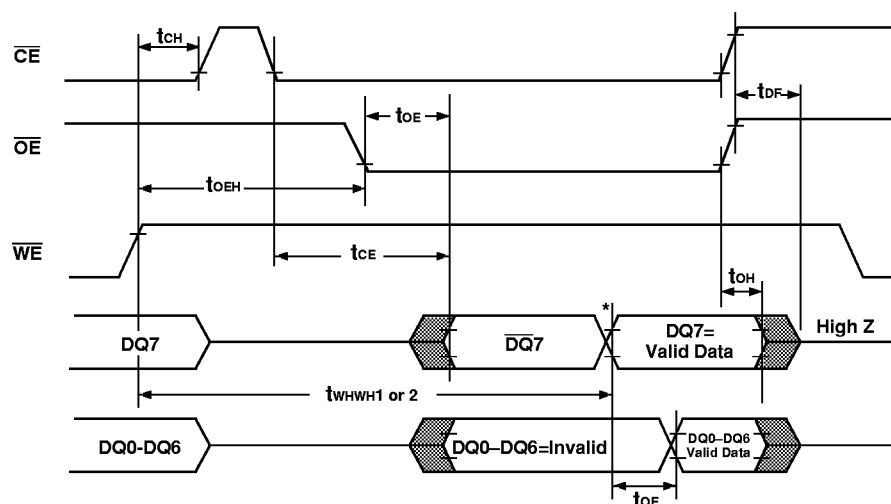 tCH
CE
tDF
tOE
OE
tOEH
WE
tCE
tOH
*
DQ7
DQ7
DQ7=
Valid Data
High Z
tWHWH1 or 2
DQ0-DQ6
DQ0–DQ6=Invalid
DQ0–DQ6
Valid Data
tOE